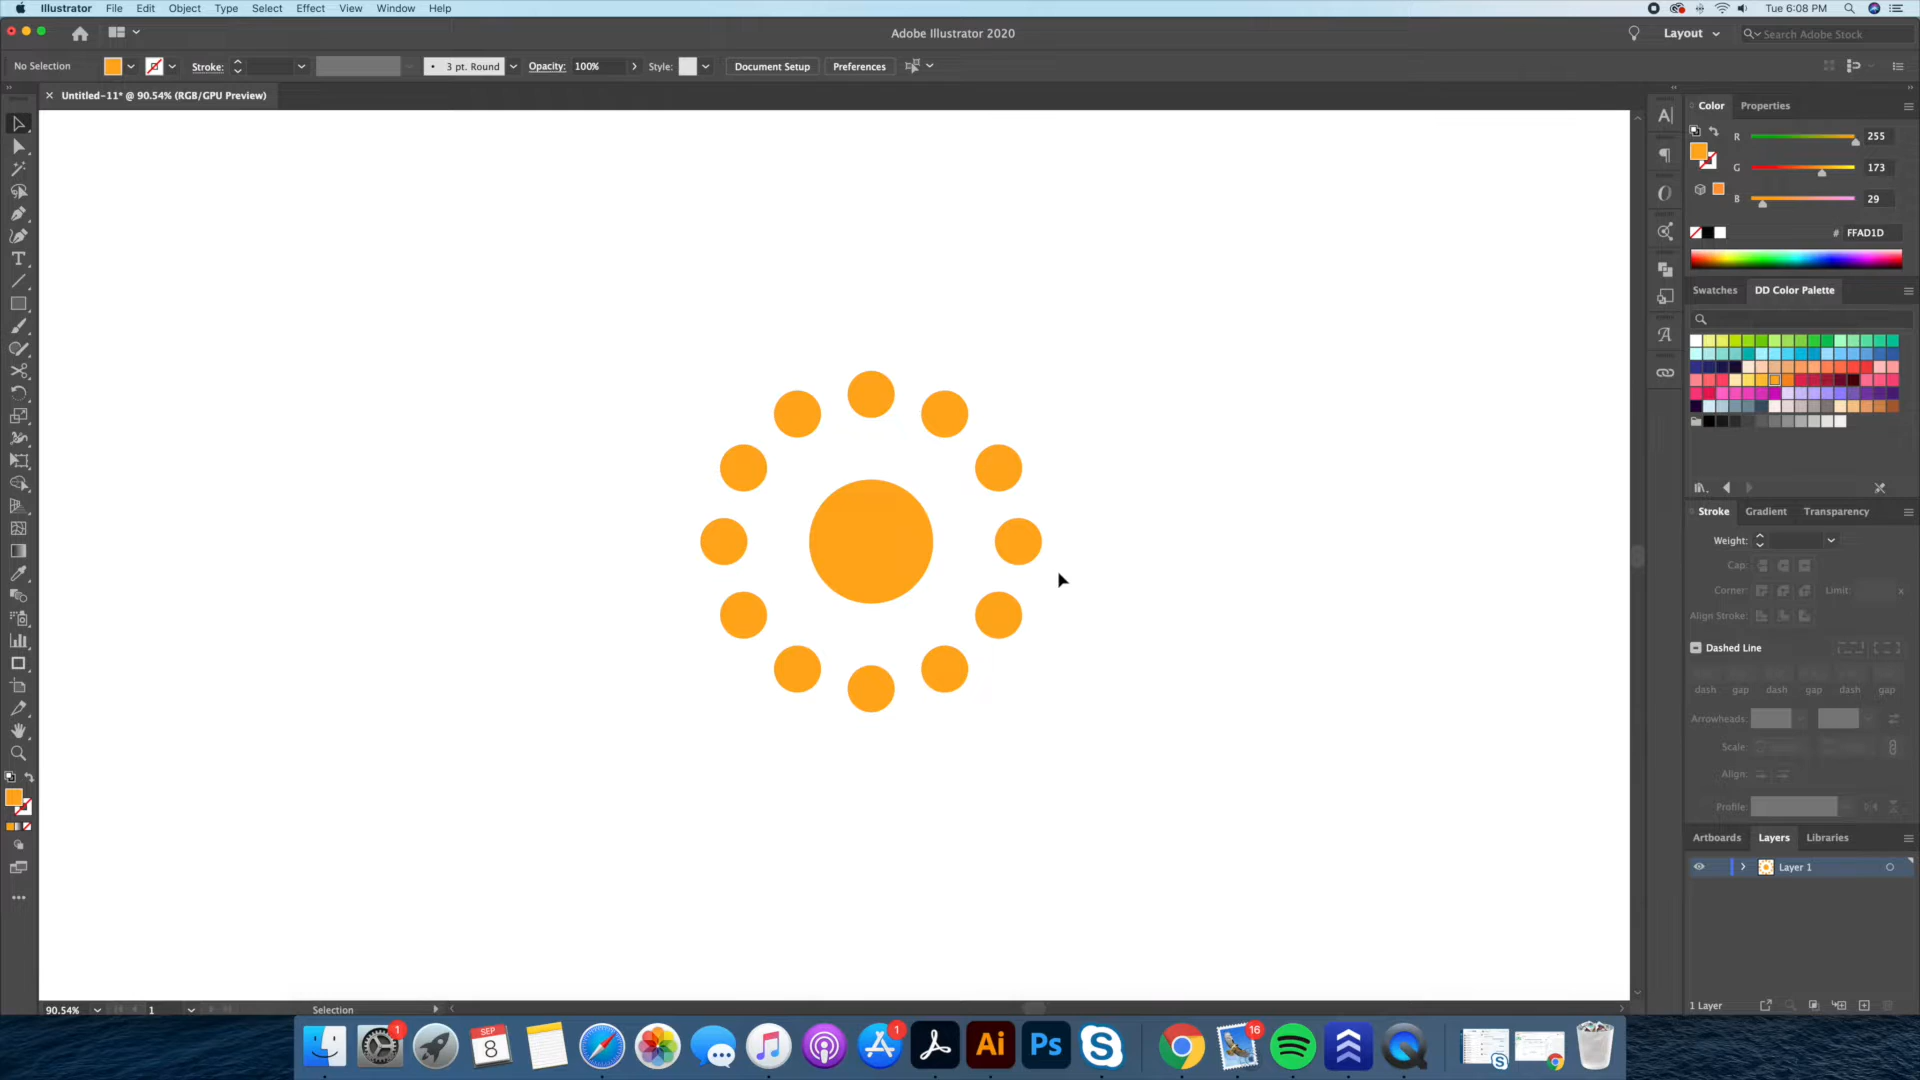 Illustrator File Edit Object Type Select Effect View Window Help
Tue 6:08 PM
Adobe Illustrator 2020
Layout
Search Adobe Stock
No Selection
Stroke:
3 pt. Round
Opacity: 100%
Style:
Document Setup
Preferences
Untitled-11* @ 90.54% (RGB/GPU Preview)
Color Properties
R 255
G 173
B 29
# FFAD1D
Swatches DD Color Palette
Stroke Gradient Transparency
Weight:
Cap:
Corner: Limit: x
Align Stroke:
Dashed Line
dash gap dash gap dash gap
Arrowheads:
Scale:
Align:
Profile:
Artboards Layers Libraries
Layer 1
1 Layer
90.54% 1 Selection
1
SEP
8
1
Ai
Ps
16